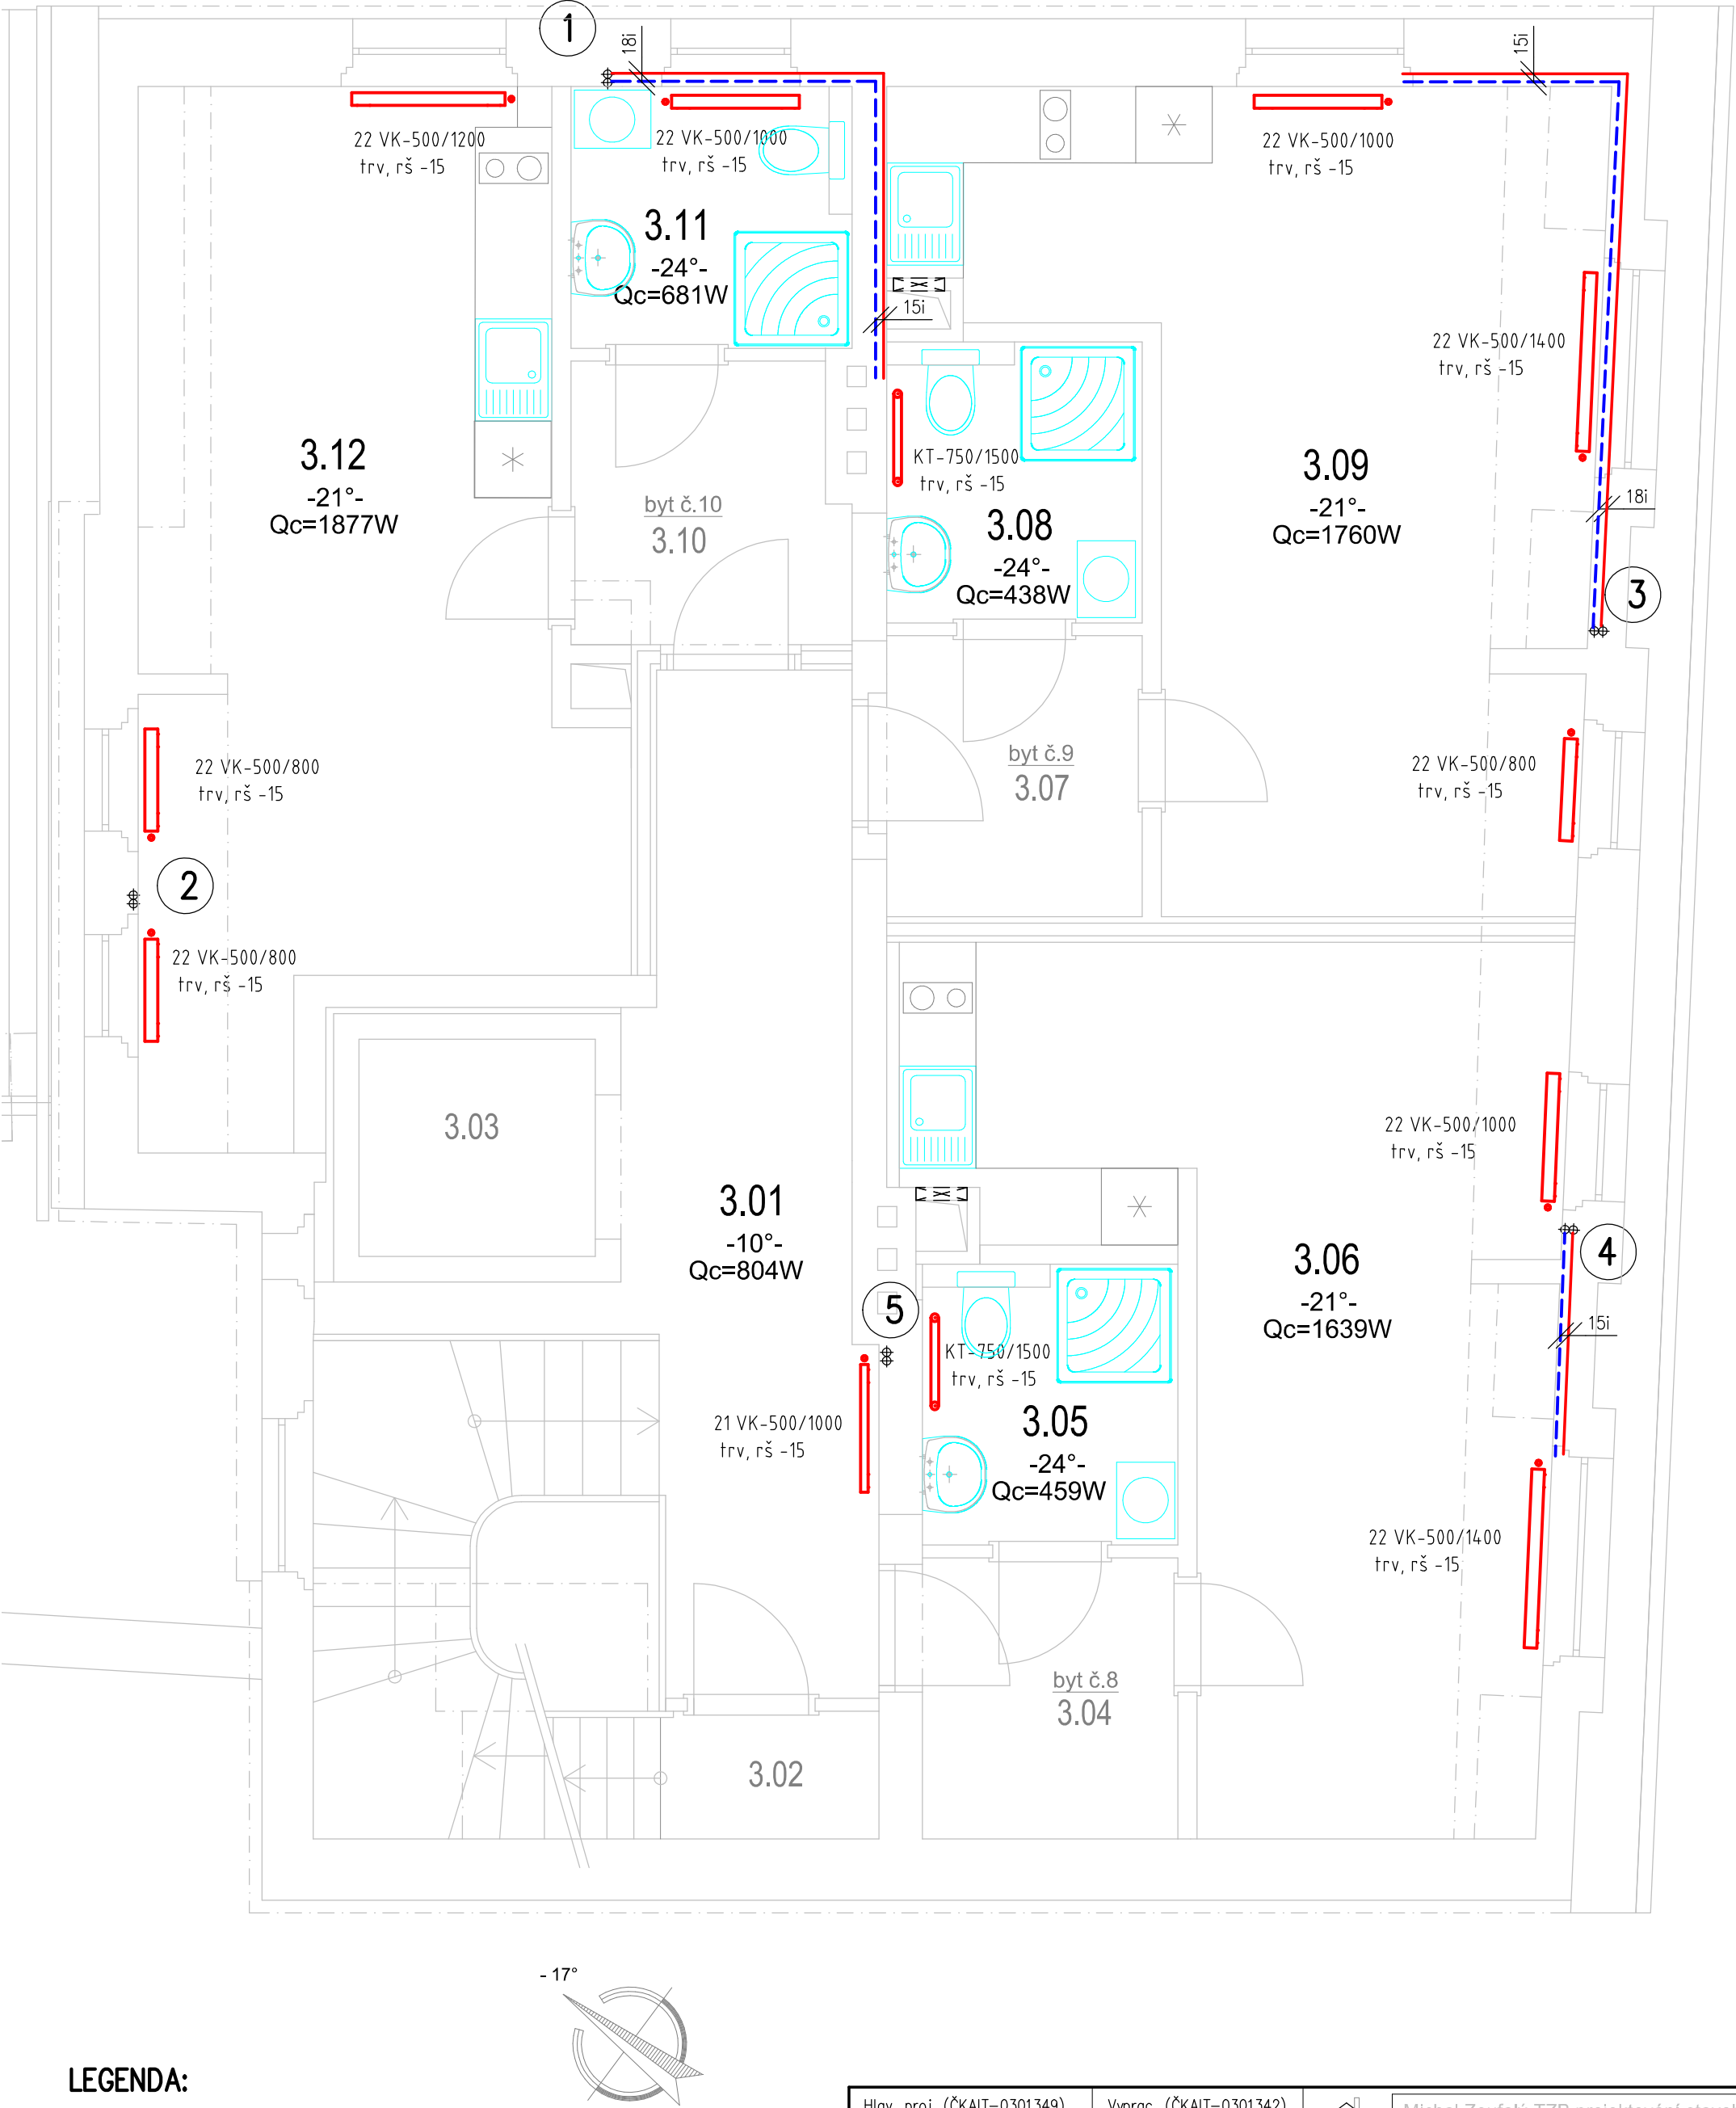 1
18i
15i
22 VK-500/1200
trv, rš -15
22 VK-500/1000
trv, rš -15
22 VK-500/1000
trv, rš -15
3.11
-24°-
Qc=681W
15i
22 VK-500/1400
trv, rš -15
3.12
-21°-
Qc=1877W
KT-750/1500
trv, rš -15
3.09
-21°-
Qc=1760W
18i
byt č.10
3.10
3.08
-24°-
Qc=438W
3
22 VK-500/800
trv, rš -15
byt č.9
3.07
22 VK-500/800
trv, rš -15
2
22 VK-500/800
trv, rš -15
3.03
22 VK-500/1000
trv, rš -15
3.01
-10°-
Qc=804W
3.06
-21°-
Qc=1639W
4
5
15i
KT-750/1500
trv, rš -15
21 VK-500/1000
trv, rš -15
3.05
-24°-
Qc=459W
22 VK-500/1400
trv, rš -15
byt č.8
3.04
3.02
- 17°
LEGENDA:
Hlav. proj. (ČKAIT-0301349)
Vyprac. (ČKAIT-0301342)